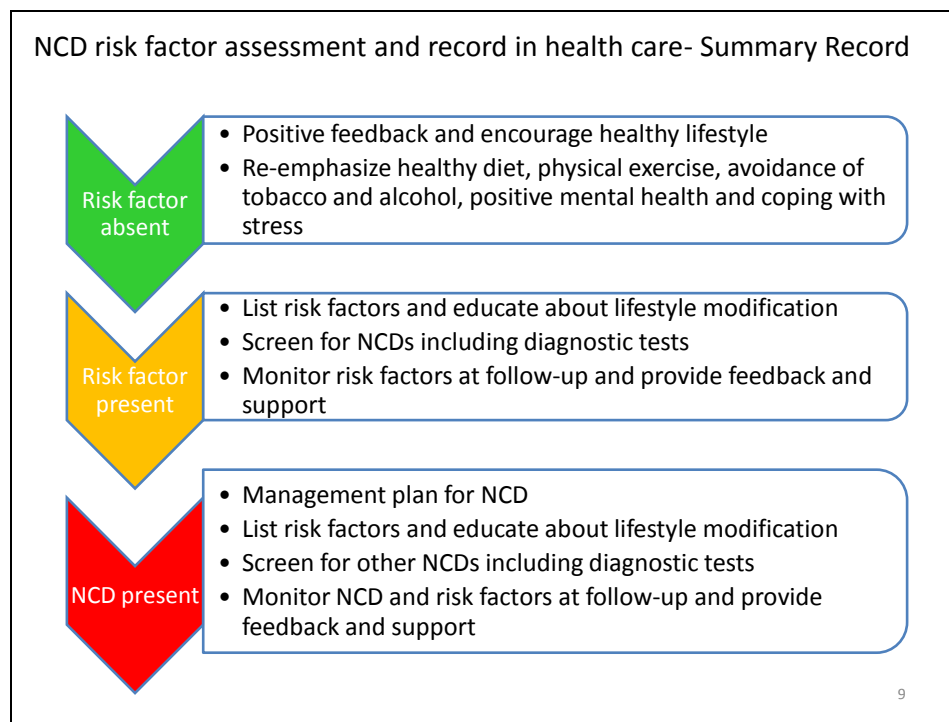 NCD risk factor assessment and record in health care- Summary Record
Risk factor
absent
• Positive feedback and encourage healthy lifestyle
• Re-emphasize healthy diet, physical exercise, avoidance of
tobacco and alcohol, positive mental health and coping with
stress
Risk factor
present
• List risk factors and educate about lifestyle modification
• Screen for NCDs including diagnostic tests
• Monitor risk factors at follow-up and provide feedback and
support
NCD present
• Management plan for NCD
• List risk factors and educate about lifestyle modification
• Screen for other NCDs including diagnostic tests
• Monitor NCD and risk factors at follow-up and provide
feedback and support
9